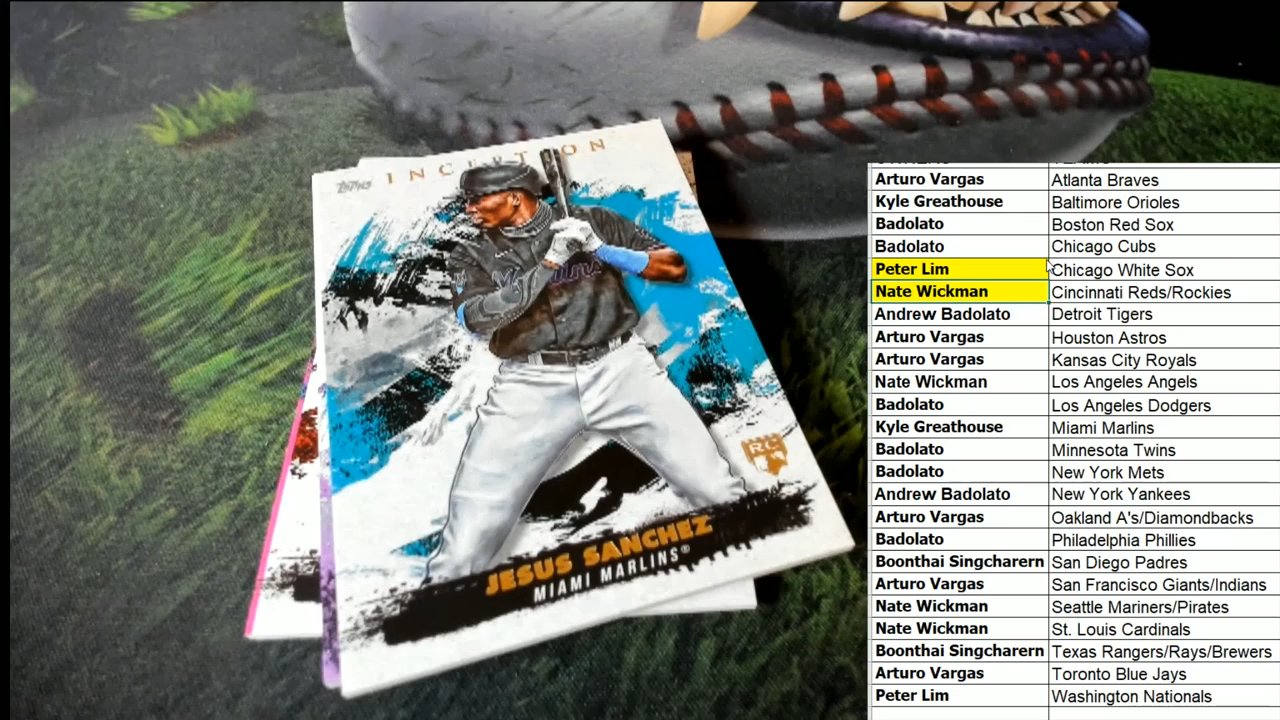 TOPPS
INCEPTION
Marlins
RC
JESUS SANCHEZ
MIAMI MARLINS®
Arturo Vargas Atlanta Braves
Kyle Greathouse Baltimore Orioles
Badolato Boston Red Sox
Badolato Chicago Cubs
Peter Lim Chicago White Sox
Nate Wickman Cincinnati Reds/Rockies
Andrew Badolato Detroit Tigers
Arturo Vargas Houston Astros
Arturo Vargas Kansas City Royals
Nate Wickman Los Angeles Angels
Badolato Los Angeles Dodgers
Kyle Greathouse Miami Marlins
Badolato Minnesota Twins
Badolato New York Mets
Andrew Badolato New York Yankees
Arturo Vargas Oakland A's/Diamondbacks
Badolato Philadelphia Phillies
Boonthai Singcharern San Diego Padres
Arturo Vargas San Francisco Giants/Indians
Nate Wickman Seattle Mariners/Pirates
Nate Wickman St. Louis Cardinals
Boonthai Singcharern Texas Rangers/Rays/Brewers
Arturo Vargas Toronto Blue Jays
Peter Lim Washington Nationals